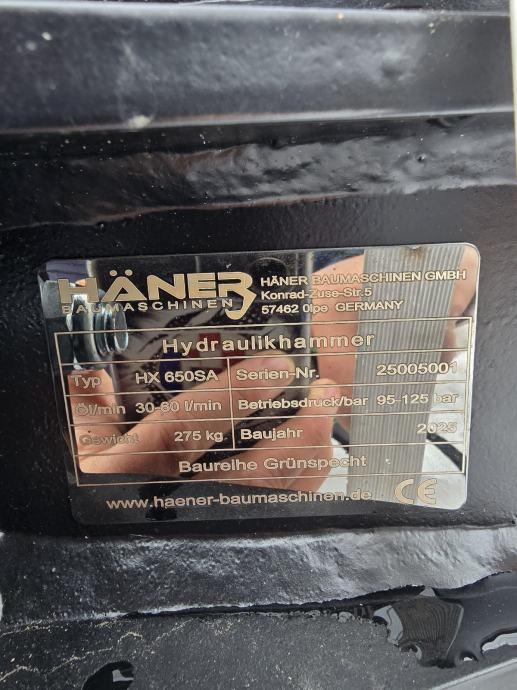 HÄNER
BAUMASCHINEN
HÄNER BAUMASCHINEN GMBH
Konrad-Zuse-Str.5
57462 Olpe GERMANY
Hydraulikhammer
Typ HX 650SA Serien-Nr. 25005001
Öl/min 30-60 l/min Betriebsdruck/bar 95-125 bar
Gewicht 275 kg. Baujahr 2025
Baureihe Grünspecht
www.haener-baumaschinen.de CE